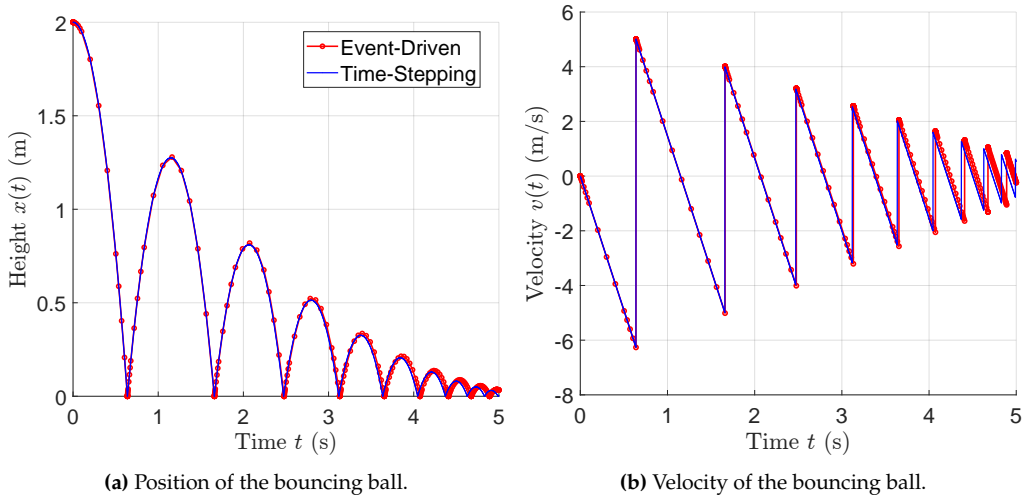 2
1.5
1
0.5
0
0 1 2 3 4 5
Height x(t) (m)
Time t (s)
Event-Driven
Time-Stepping
(a) Position of the bouncing ball.
6
4
2
0
-2
-4
-6
-8
0 1 2 3 4 5
Velocity v(t) (m/s)
Time t (s)
(b) Velocity of the bouncing ball.